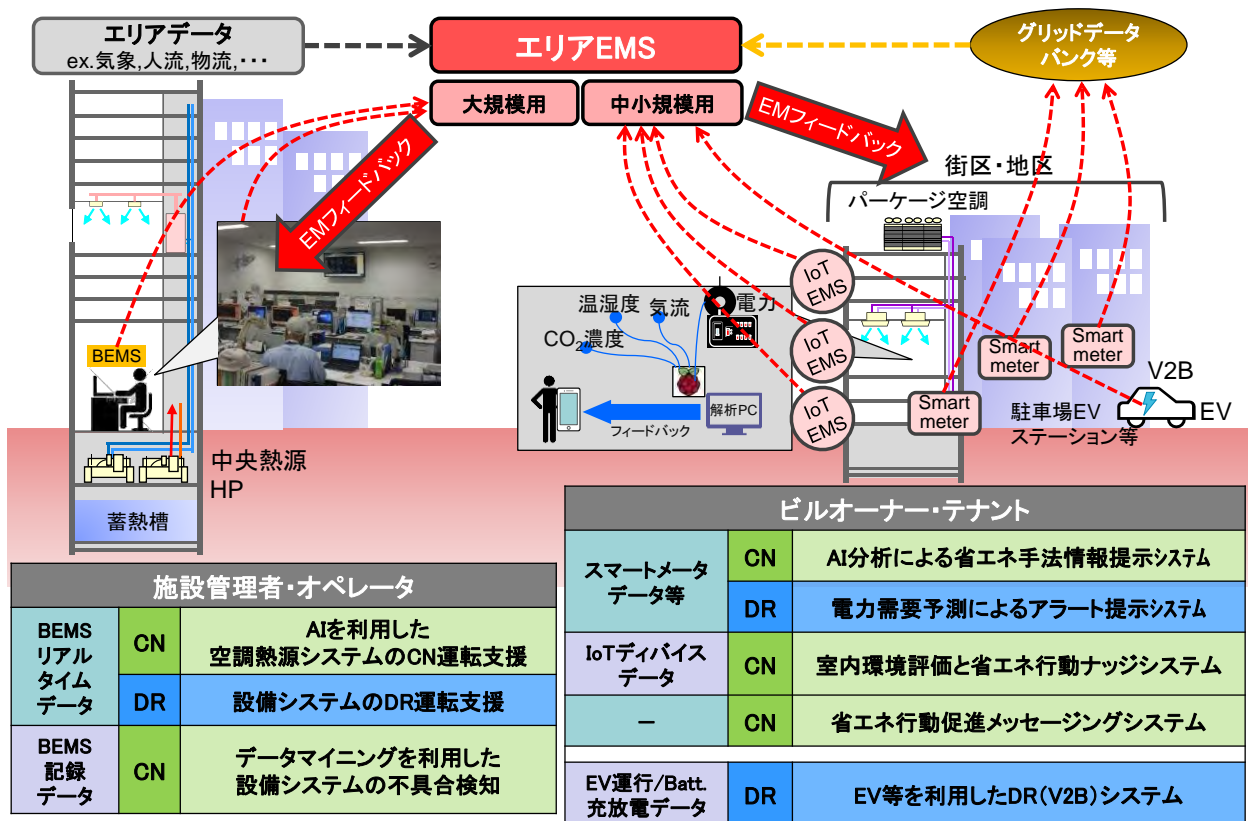 エリアデータ
ex.気象,人流,物流,・・・
エリアEMS
グリッドデータ
バンク等
大規模用
中小規模用
EMフィードバック
EMフィードバック
街区・地区
パーケージ空調
IoT
EMS
温湿度
気流
電力
CO₂濃度
IoT
EMS
BEMS
Smart
meter
Smart
meter
V2B
解析PC
フィードバック
IoT
EMS
Smart
meter
駐車場EV
ステーション等
EV
中央熱源
HP
蓄熱槽
施設管理者・オペレータ
BEMS
リアル
タイム
データ
CN
AIを利用した
空調熱源システムのCN運転支援
DR
設備システムのDR運転支援
BEMS
記録
データ
CN
データマイニングを利用した
設備システムの不具合検知
ビルオーナー・テナント
スマートメータ
データ等
CN
AI分析による省エネ手法情報提示システム
DR
電力需要予測によるアラート提示システム
IoTディバイス
データ
CN
室内環境評価と省エネ行動ナッジシステム
－
CN
省エネ行動促進メッセージングシステム
EV運行/Batt.
充放電データ
DR
EV等を利用したDR(V2B)システム